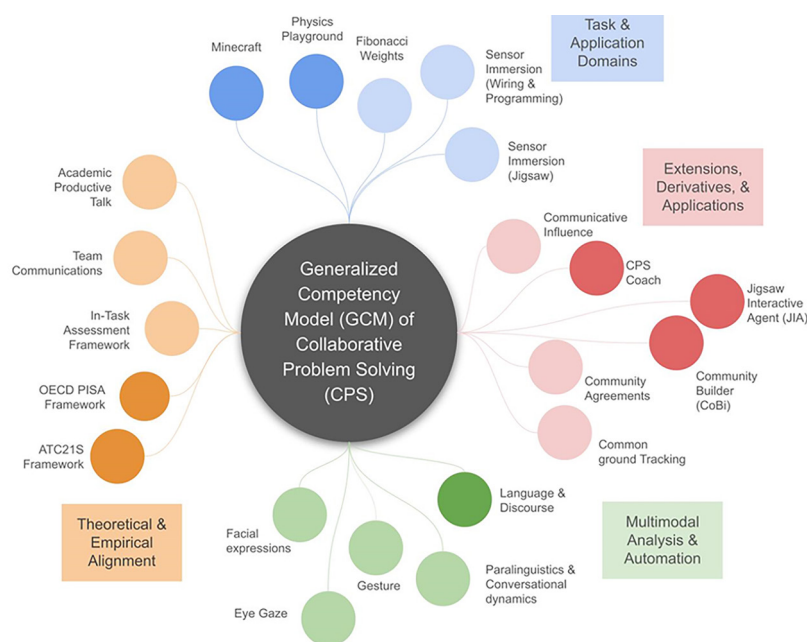 Minecraft
Physics
Playground
Fibonacci
Weights
Sensor
Immersion
(Wiring &
Programming)
Task &
Application
Domains
Sensor
Immersion
(Jigsaw)
Academic
Productive
Talk
Team
Communications
In-Task
Assessment
Framework
OECD PISA
Framework
ATC21S
Framework
Theoretical &
Empirical
Alignment
Generalized
Competency
Model (GCM) of
Collaborative
Problem Solving
(CPS)
Extensions,
Derivatives, &
Applications
Communicative
Influence
CPS
Coach
Jigsaw
Interactive
Agent (JIA)
Community
Builder
(CoBi)
Community
Agreements
Common
ground Tracking
Language &
Discourse
Facial
expressions
Gesture
Eye Gaze
Paralinguistics &
Conversational
dynamics
Multimodal
Analysis &
Automation